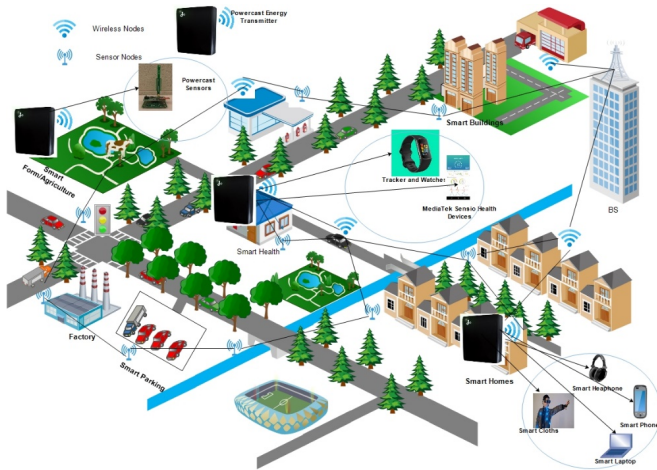 Wireless Nodes
Sensor Nodes
Powercast Energy
Transmitter
Powercast
Sensors
Smart
Form/Agriculture
Smart Buildings
Tracker and Watches
MediaTek Sensio Health
Devices
BS
Smart Health
Factory
Smart Parking
Smart Homes
Smart Heaphone
Smart Phone
Smart Cloths
Smart Laptop